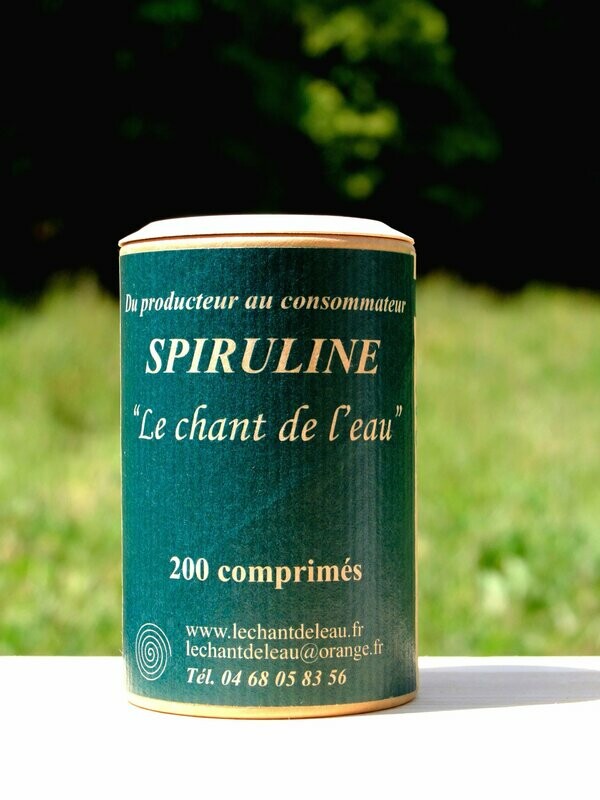 Du producteur au consommateur
SPIRULINE
“Le chant de l’eau”
200 comprimés
www.lechantdeleau.fr
lechantdeleau@orange.fr
Tél. 04 68 05 83 56